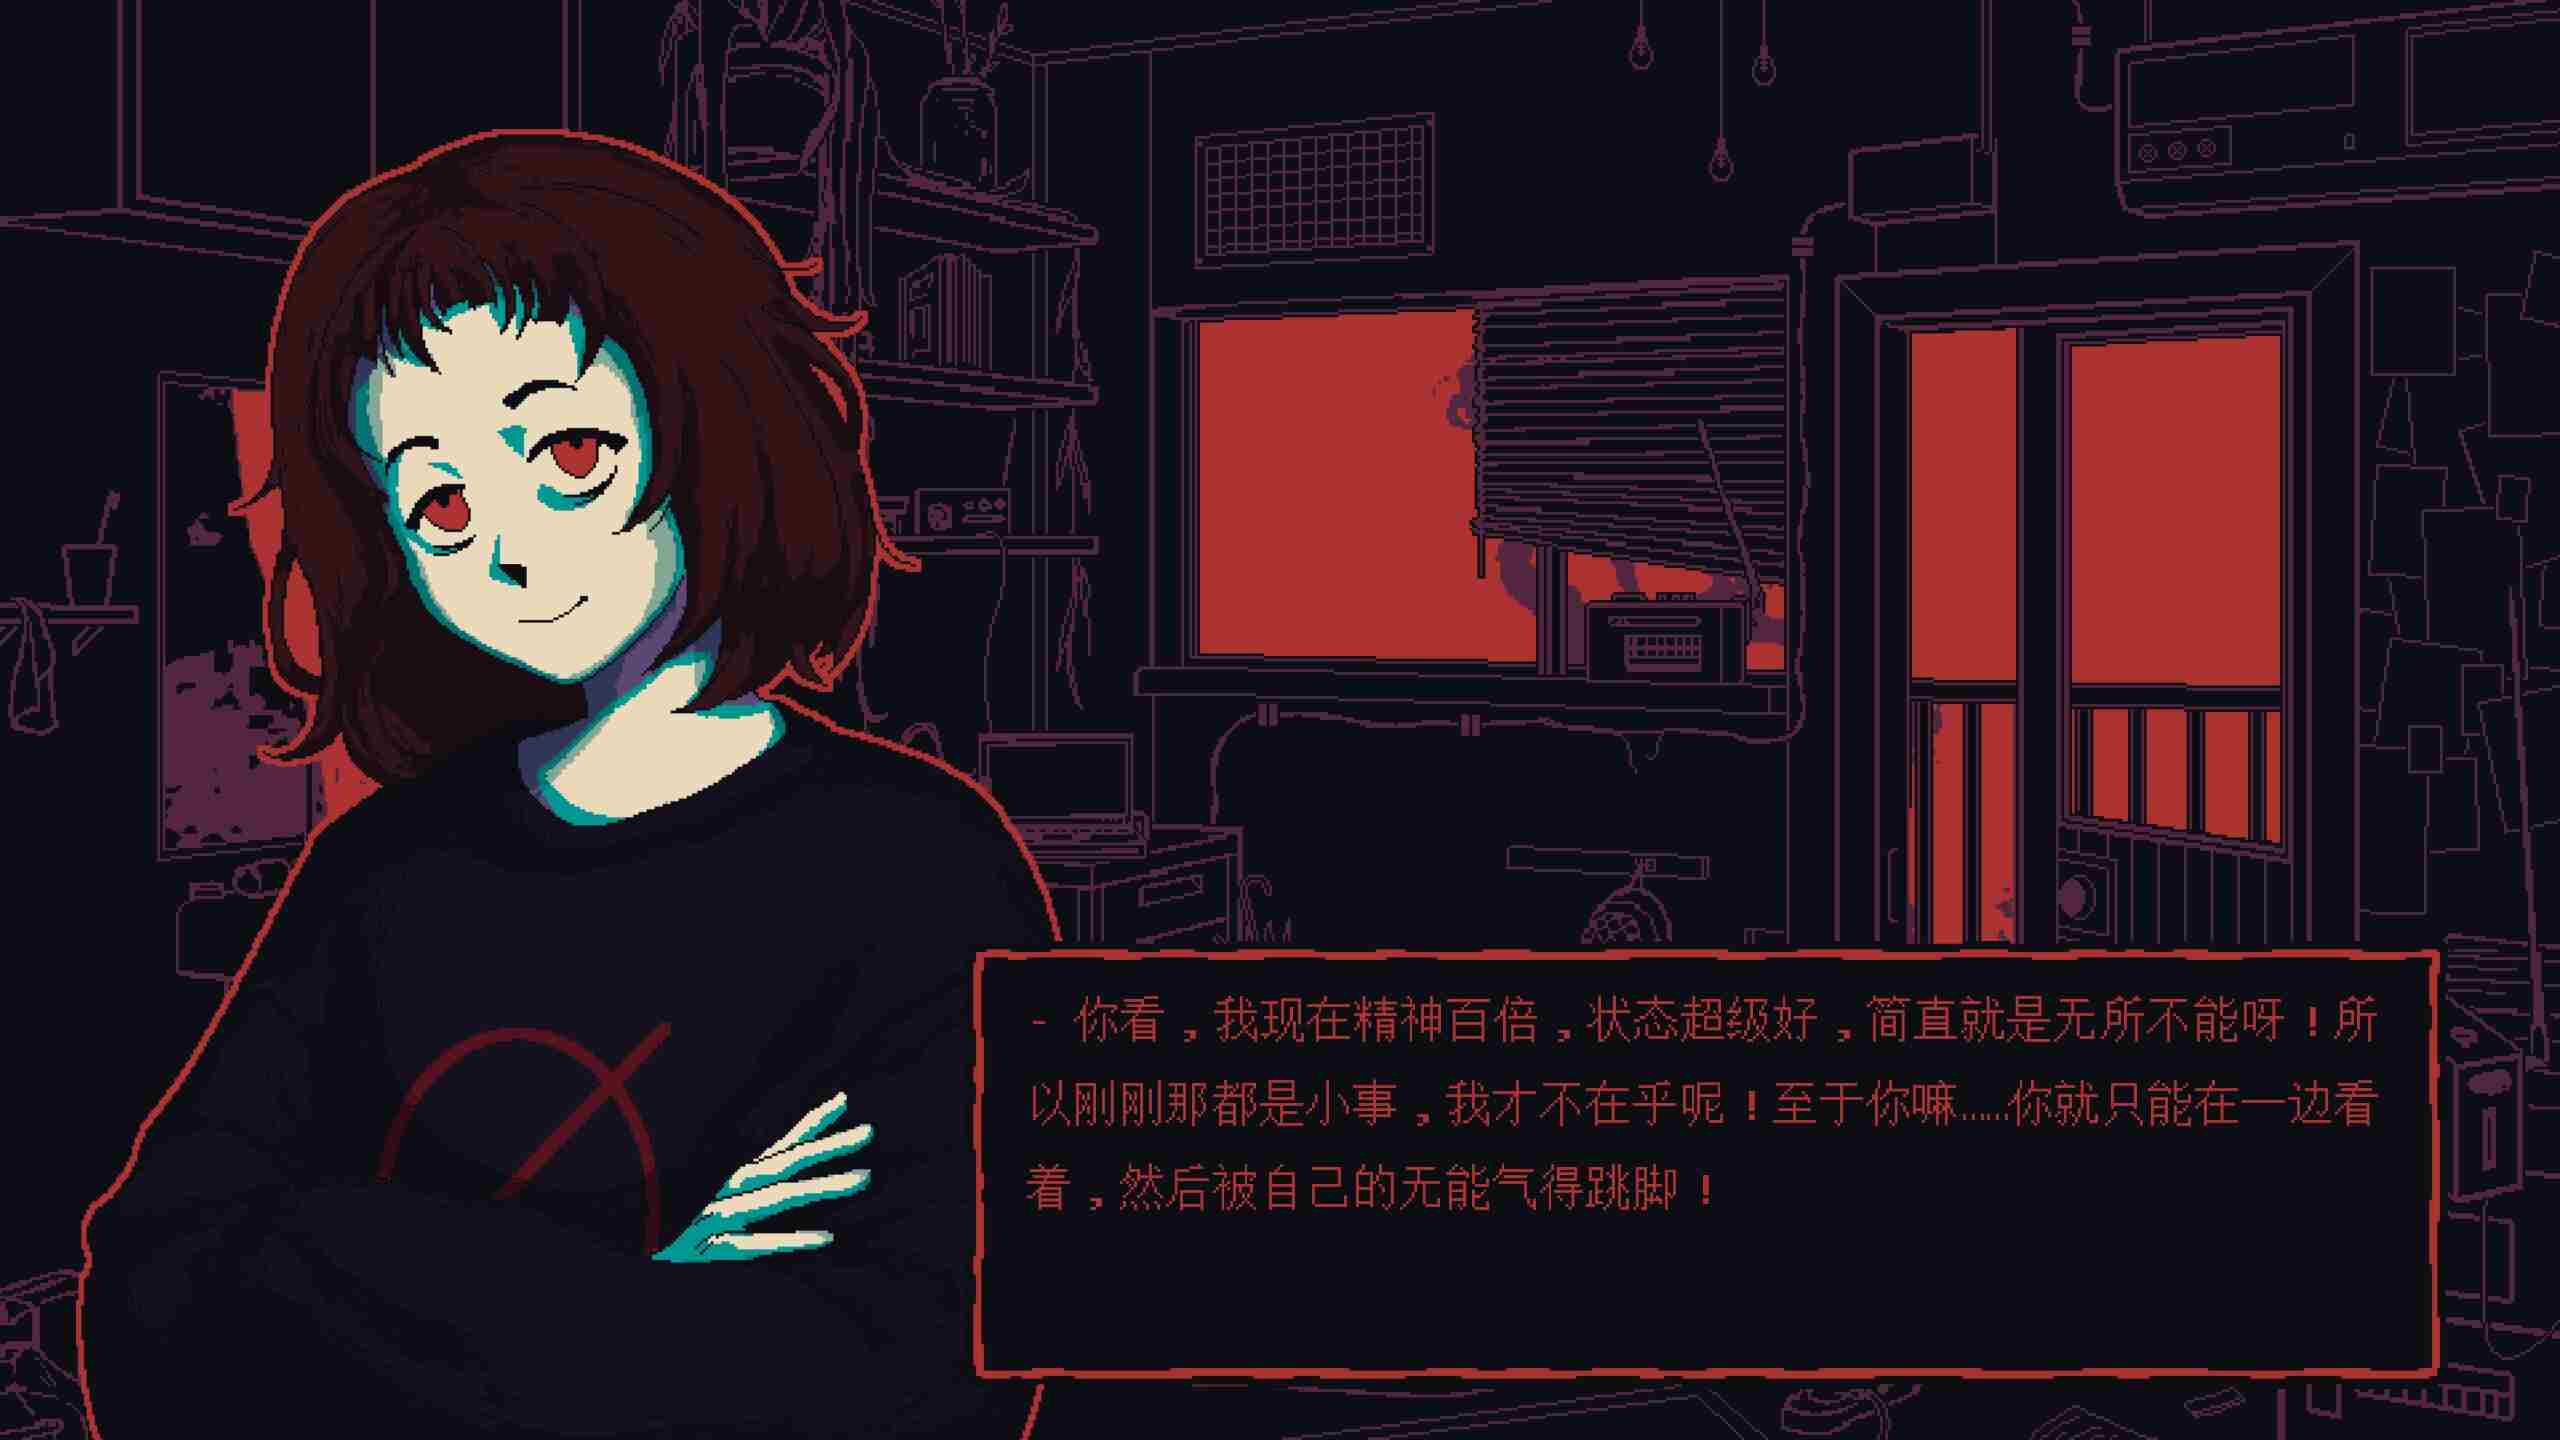 - 你看，我现在精神百倍，状态超级好，简直就是无所不能呀！所
以刚刚那都是小事，我才不在乎呢！至于你嘛……你就只能在一边看
着，然后被自己的无能气得跳脚！